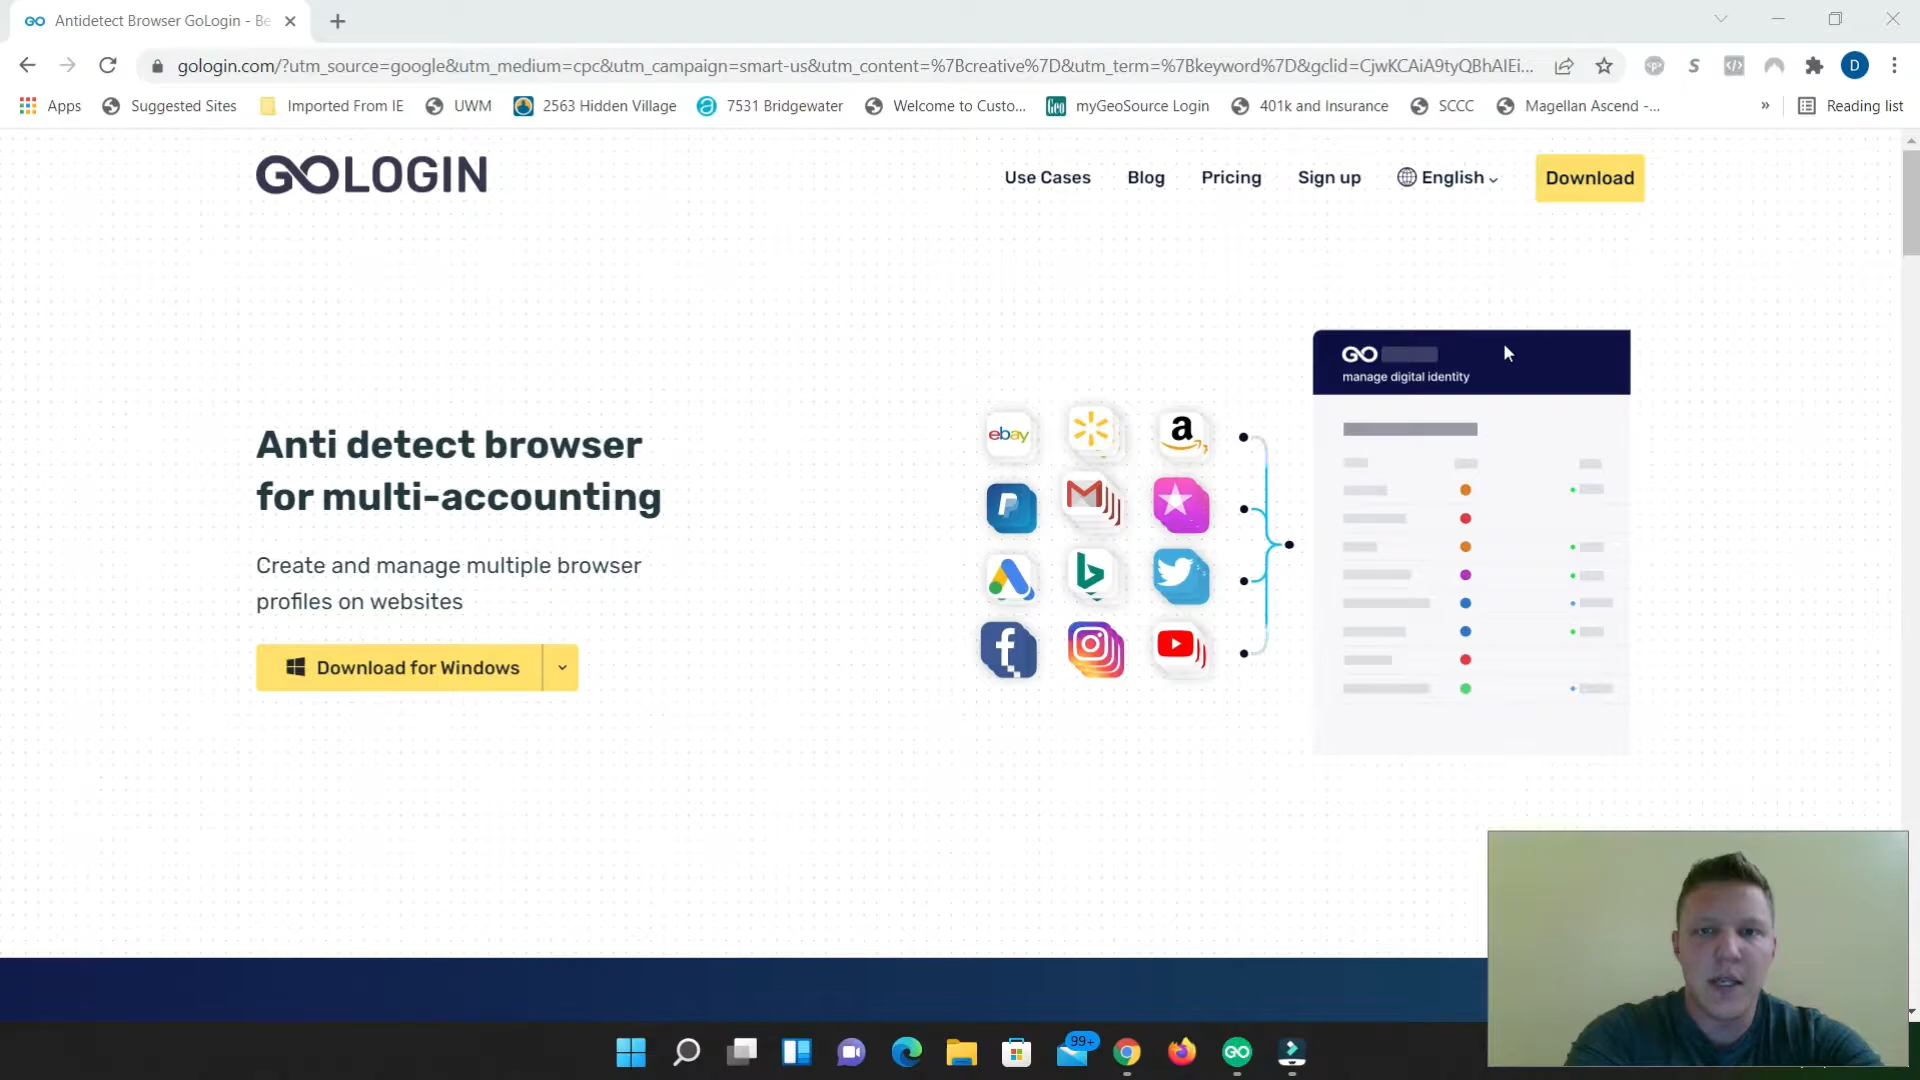 Antidetect Browser GoLogin - Be
gologin.com/?utm_source=google&utm_medium=cpc&utm_campaign=smart-us&utm_content=%7Bcreative%7D&utm_term=%7Bkeyword%7D&gclid=CjwKCAiA9tyQBhAIEi...
D
Apps
Suggested Sites
Imported From IE
UWM
2563 Hidden Village
7531 Bridgewater
Welcome to Custo...
Geo
myGeoSource Login
401k and Insurance
SCCC
Magellan Ascend -...
»
Reading list
GOLOGIN
Use Cases
Blog
Pricing
Sign up
English
Download
GO
manage digital identity
ebay
a
Anti detect browser
for multi-accounting
Create and manage multiple browser
profiles on websites
Download for Windows
99+
GO